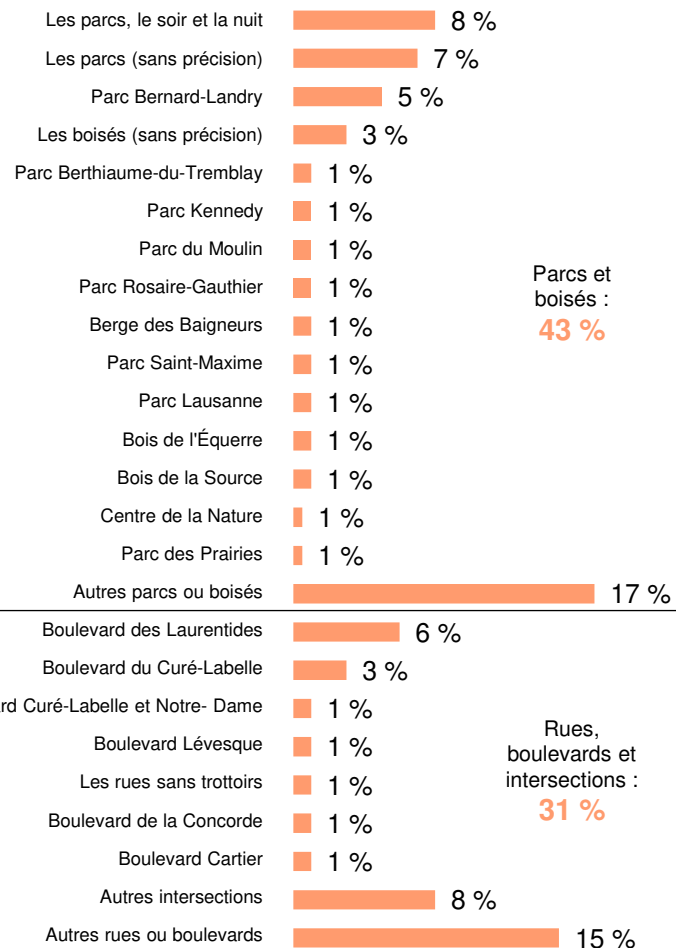 Les parcs, le soir et la nuit 8 %
Les parcs (sans précision) 7 %
Parc Bernard-Landry 5 %
Les boisés (sans précision) 3 %
Parc Berthiaume-du-Tremblay 1 %
Parc Kennedy 1 %
Parc du Moulin 1 %
Parc Rosaire-Gauthier 1 %
Berge des Baigneurs 1 %
Parc Saint-Maxime 1 %
Parc Lausanne 1 %
Bois de l'Équerre 1 %
Bois de la Source 1 %
Centre de la Nature 1 %
Parc des Prairies 1 %
Autres parcs ou boisés 17 %
Parcs et
boisés :
43 %
Boulevard des Laurentides 6 %
Boulevard du Curé-Labelle 3 %
rd Curé-Labelle et Notre- Dame 1 %
Boulevard Lévesque 1 %
Les rues sans trottoirs 1 %
Boulevard de la Concorde 1 %
Boulevard Cartier 1 %
Autres intersections 8 %
Autres rues ou boulevards 15 %
Rues,
boulevards et
intersections :
31 %